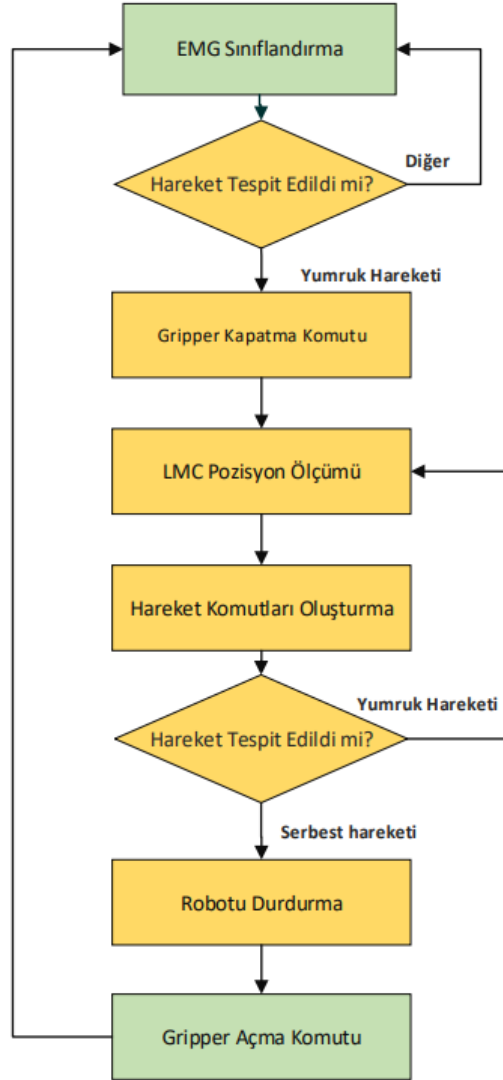 EMG Sınıflandırma
Hareket Tespit Edildi mi?
Diğer
Yumruk Hareketi
Gripper Kapatma Komutu
LMC Pozisyon Ölçümü
Hareket Komutları Oluşturma
Yumruk Hareketi
Hareket Tespit Edildi mi?
Serbest hareketi
Robotu Durdurma
Gripper Açma Komutu